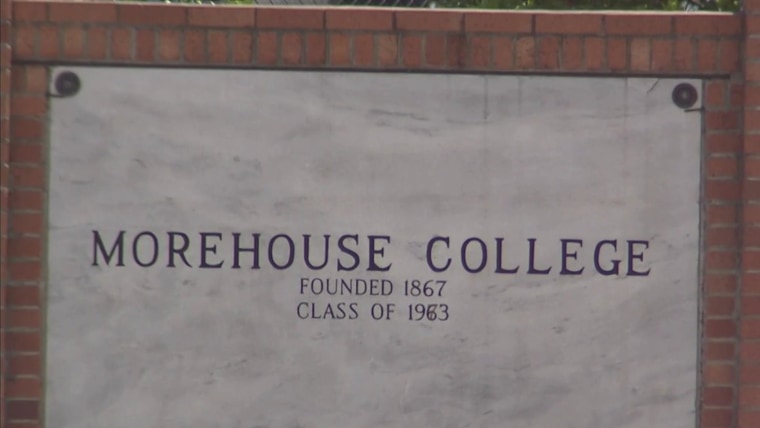 MOREHOUSE COLLEGE
FOUNDED 1867
CLASS OF 1963